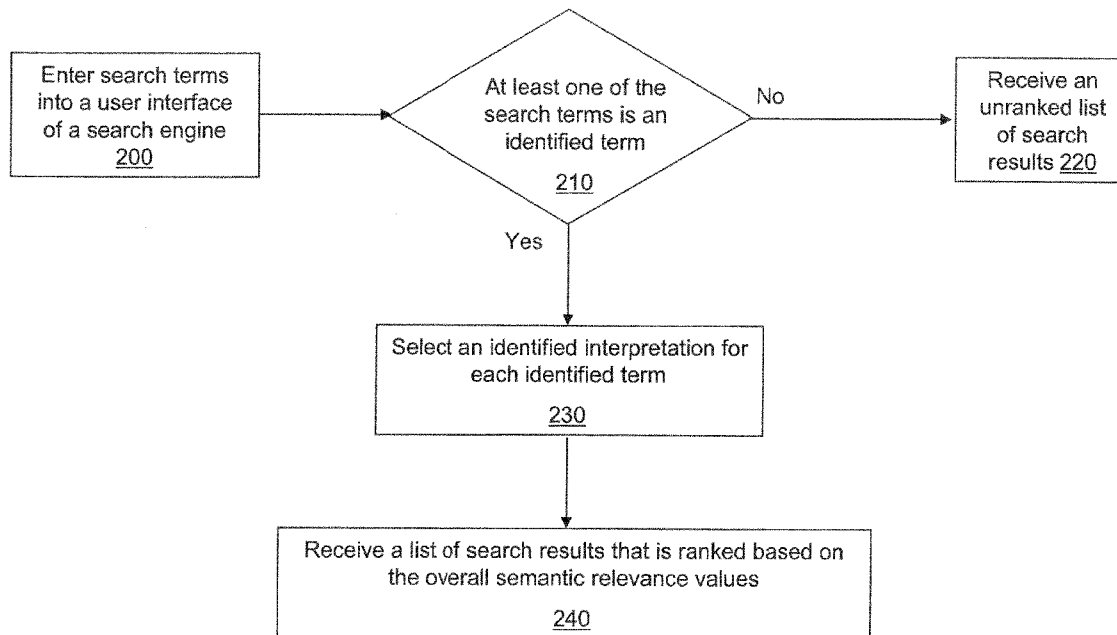 Enter search terms
into a user interface
of a search engine
200
At least one of the
search terms is an
identified term
210
No
Receive an
unranked list
of search
results 220
Yes
Select an identified interpretation for
each identified term
230
Receive a list of search results that is ranked based on
the overall semantic relevance values
240